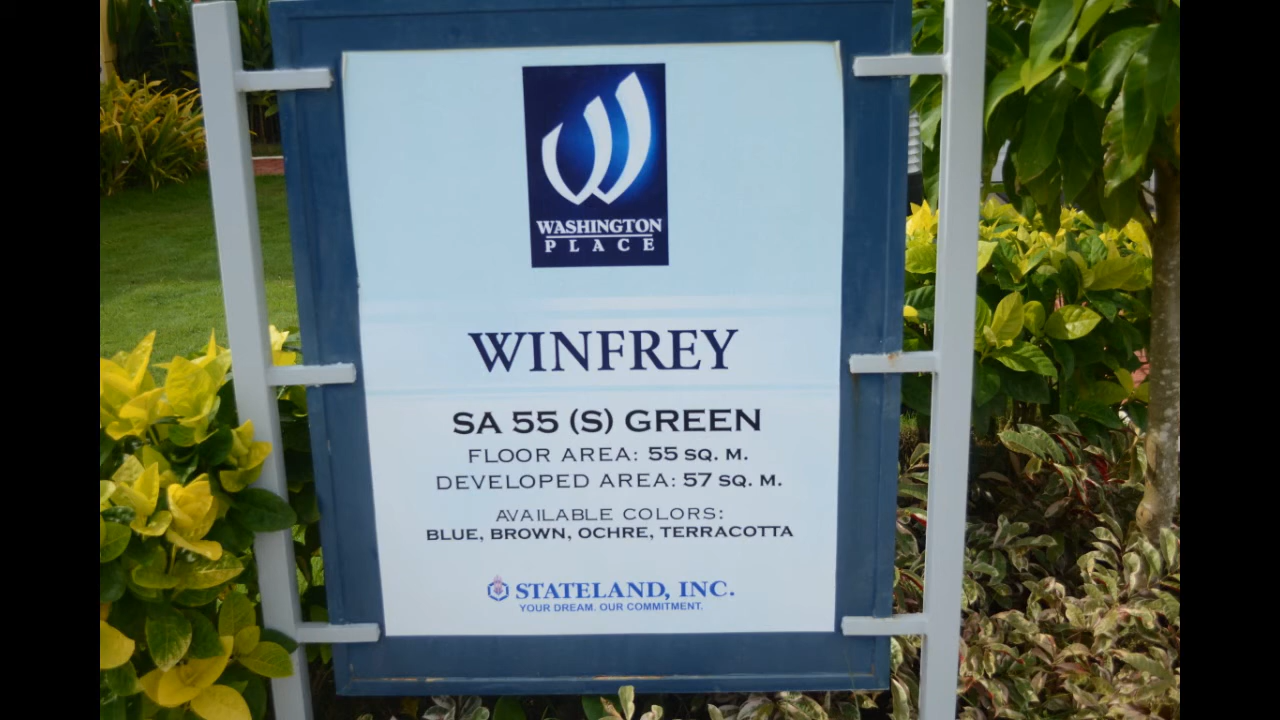 WASHINGTON
PLACE
WINFREY
SA 55 (S) GREEN
FLOOR AREA: 55 SQ. M.
DEVELOPED AREA: 57 SQ. M.
AVAILABLE COLORS:
BLUE, BROWN, OCHRE, TERRACOTTA
STATELAND, INC.
YOUR DREAM. OUR COMMITMENT.